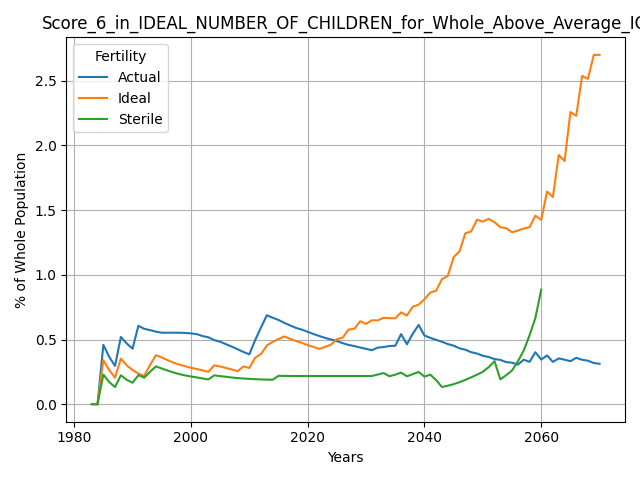 Score_6_in_IDEAL_NUMBER_OF_CHILDREN_for_Whole_Above_Average_IQ
Fertility
Actual
Ideal
Sterile
2.5
2.0
1.5
1.0
0.5
0.0
% of Whole Population
1980 2000 2020 2040 2060
Years